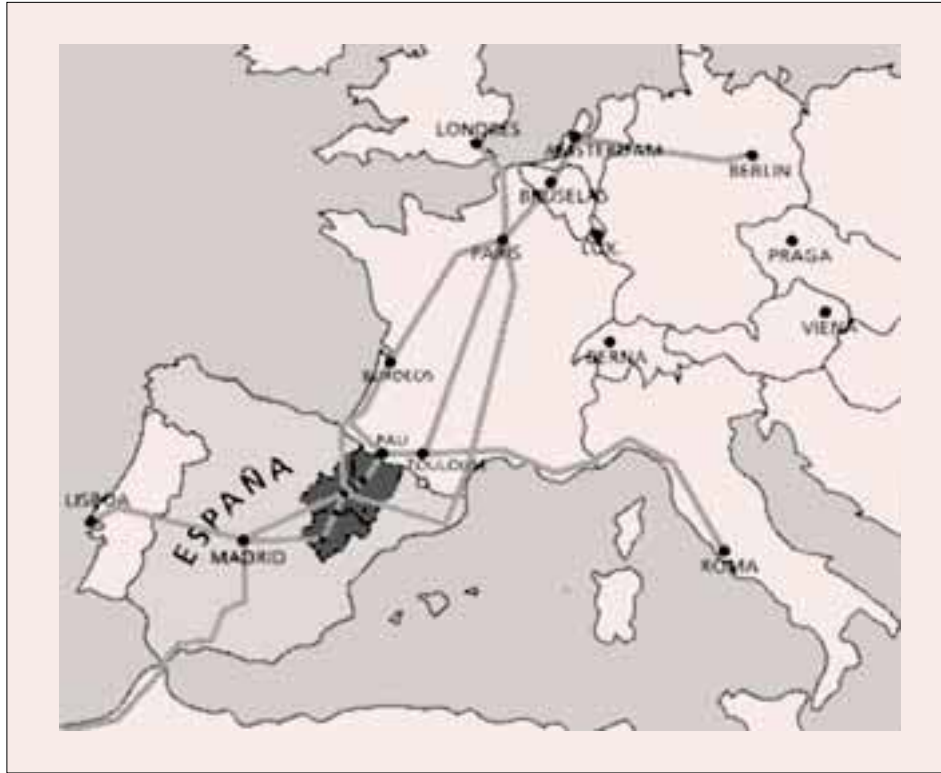 LONDRES
AMSTERDAM
BERLIN
BRUSELAS
LUX.
PARIS
PRAGA
VIENA
BERNA
BURDEOS
PAU
TOULOUSE
ESPAÑA
LISBOA
MADRID
ROMA